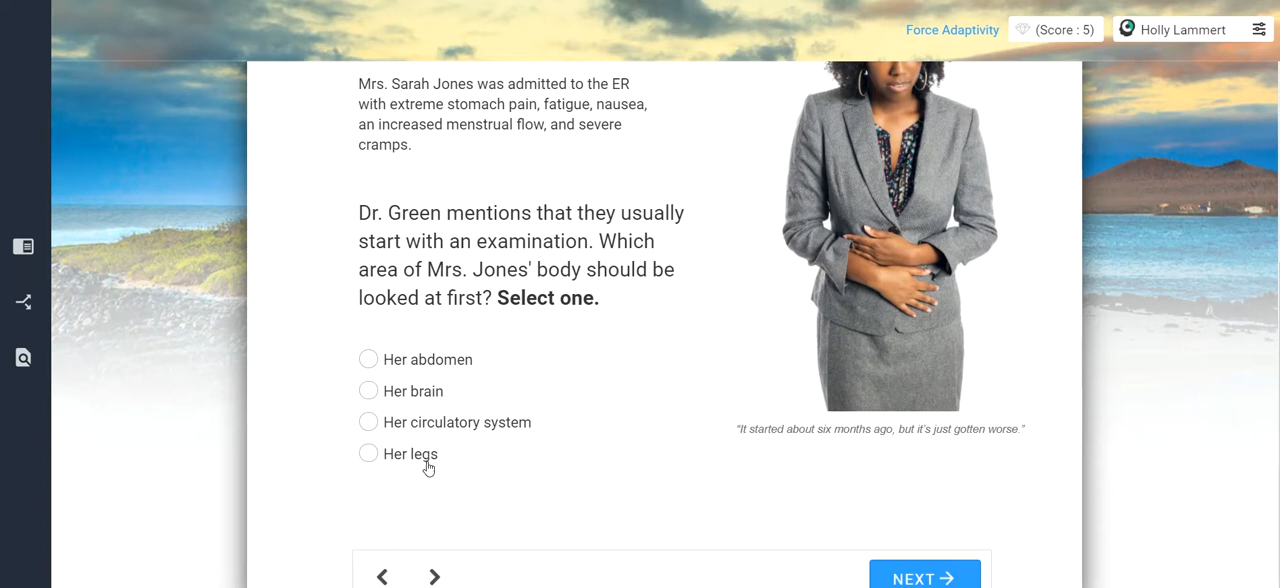 Force Adaptivity
(Score : 5)
Holly Lammert
Mrs. Sarah Jones was admitted to the ER
with extreme stomach pain, fatigue, nausea,
an increased menstrual flow, and severe
cramps.
Dr. Green mentions that they usually
start with an examination. Which
area of Mrs. Jones' body should be
looked at first? Select one.
Her abdomen
Her brain
Her circulatory system
Her legs
“It started about six months ago, but it’s just gotten worse.”
NEXT